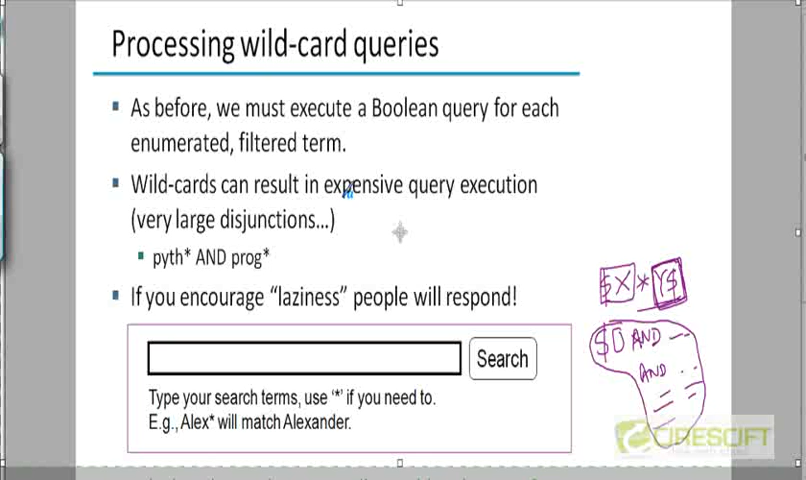 Processing wild-card queries
As before, we must execute a Boolean query for each
enumerated, filtered term.
Wild-cards can result in expensive query execution
(very large disjunctions...)
pyth* AND prog*
If you encourage “laziness” people will respond!
Search
Type your search terms, use ‘*’ if you need to.
E.g., Alex* will match Alexander.
$X * Y$
AND
AND